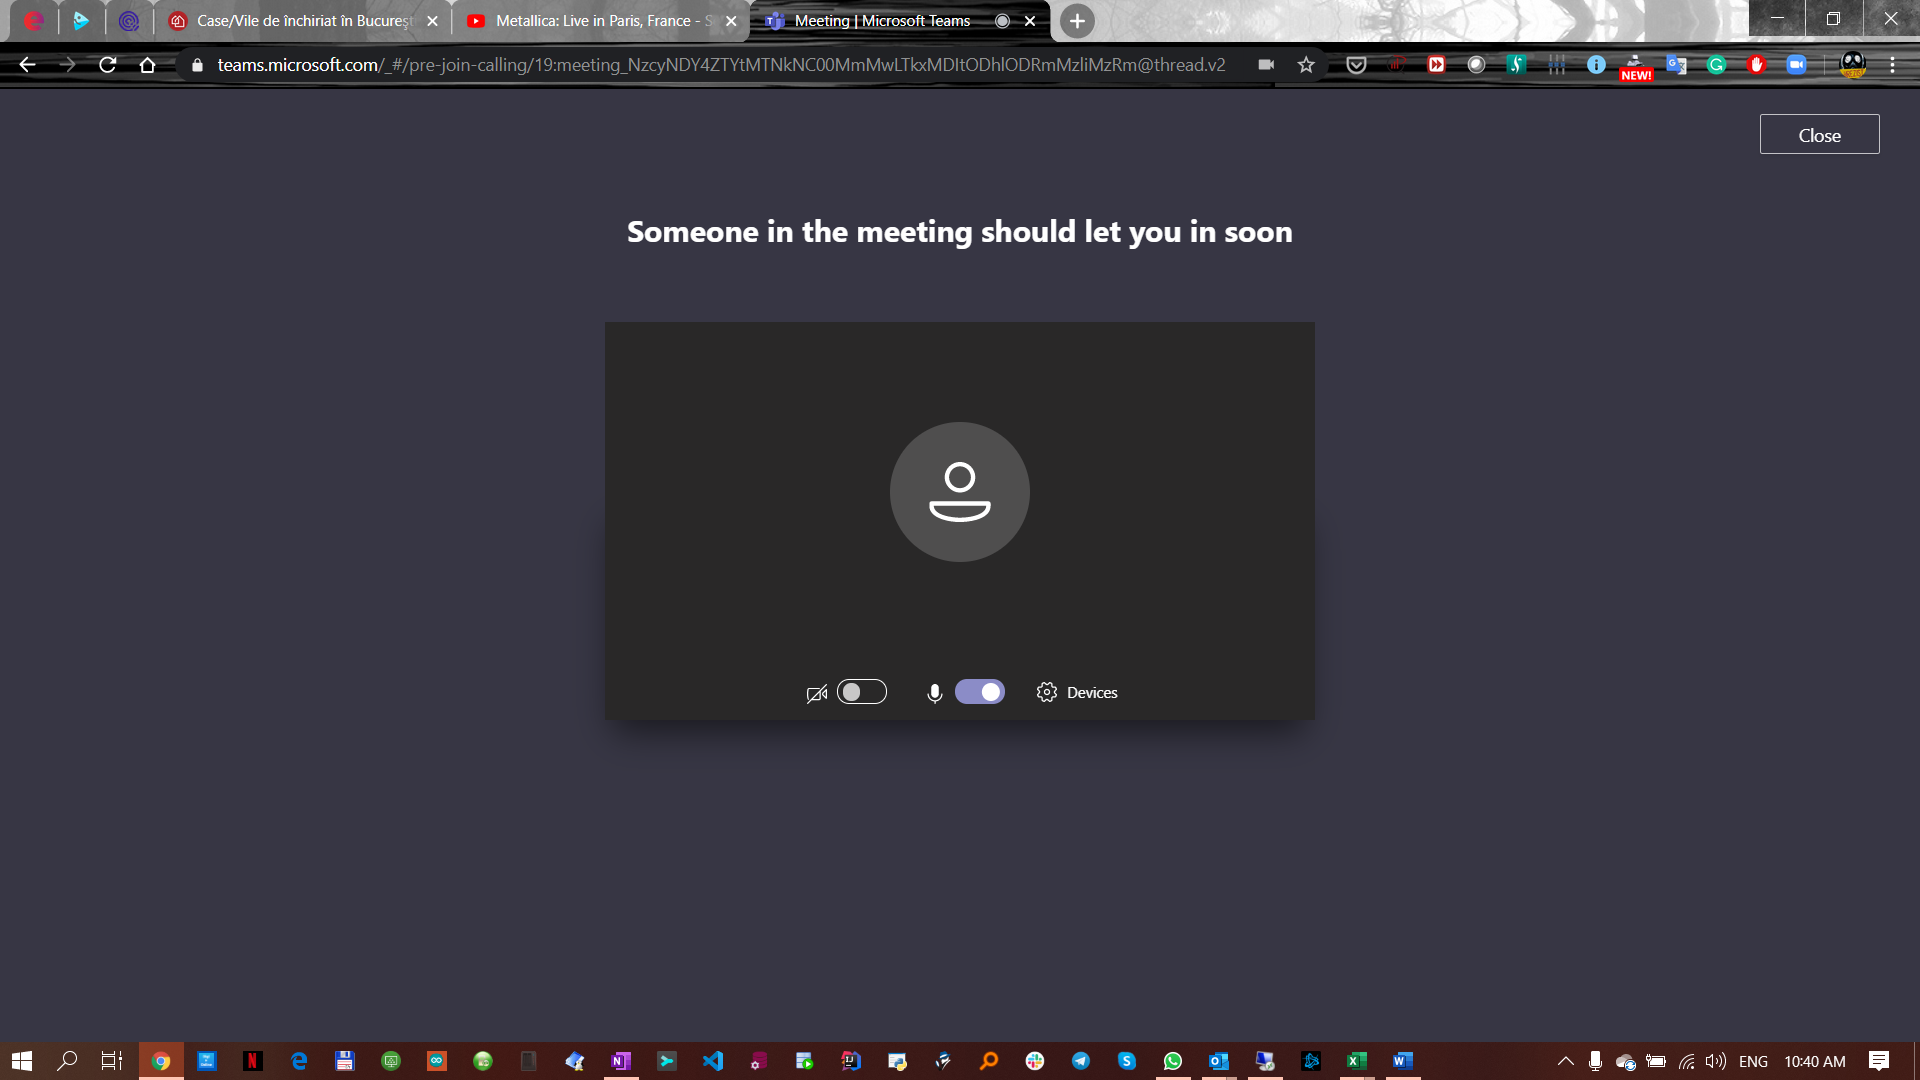 Case/Vile de închiriat în București
Metallica: Live in Paris, France - S
Meeting | Microsoft Teams
teams.microsoft.com/_#/pre-join-calling/19:meeting_NzcyNDY4ZTYtMTNkNC00MmMwLTkxMDItODhlODRmMzliMzRm@thread.v2
NEW!
Close
Someone in the meeting should let you in soon
Devices
ENG
10:40 AM